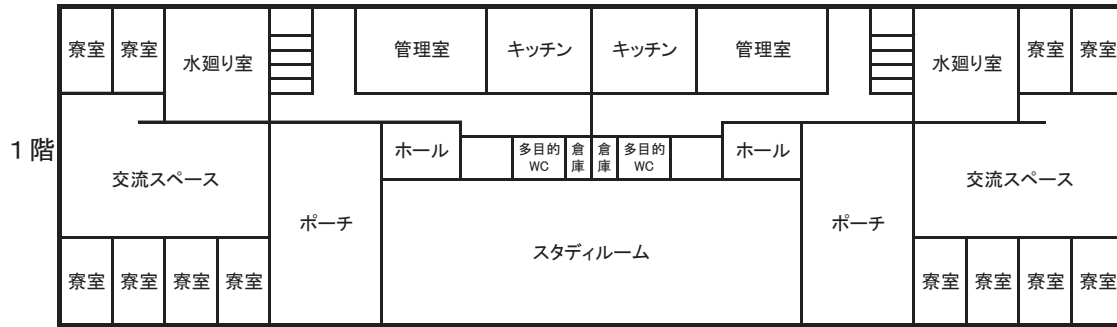 寮室 寮室 水廻り室 管理室 キッチン キッチン 管理室 水廻り室 寮室 寮室
1階
ホール 多目的WC 倉庫 倉庫 多目的WC ホール
交流スペース 交流スペース
ポーチ ポーチ
スタディルーム
寮室 寮室 寮室 寮室 寮室 寮室 寮室 寮室